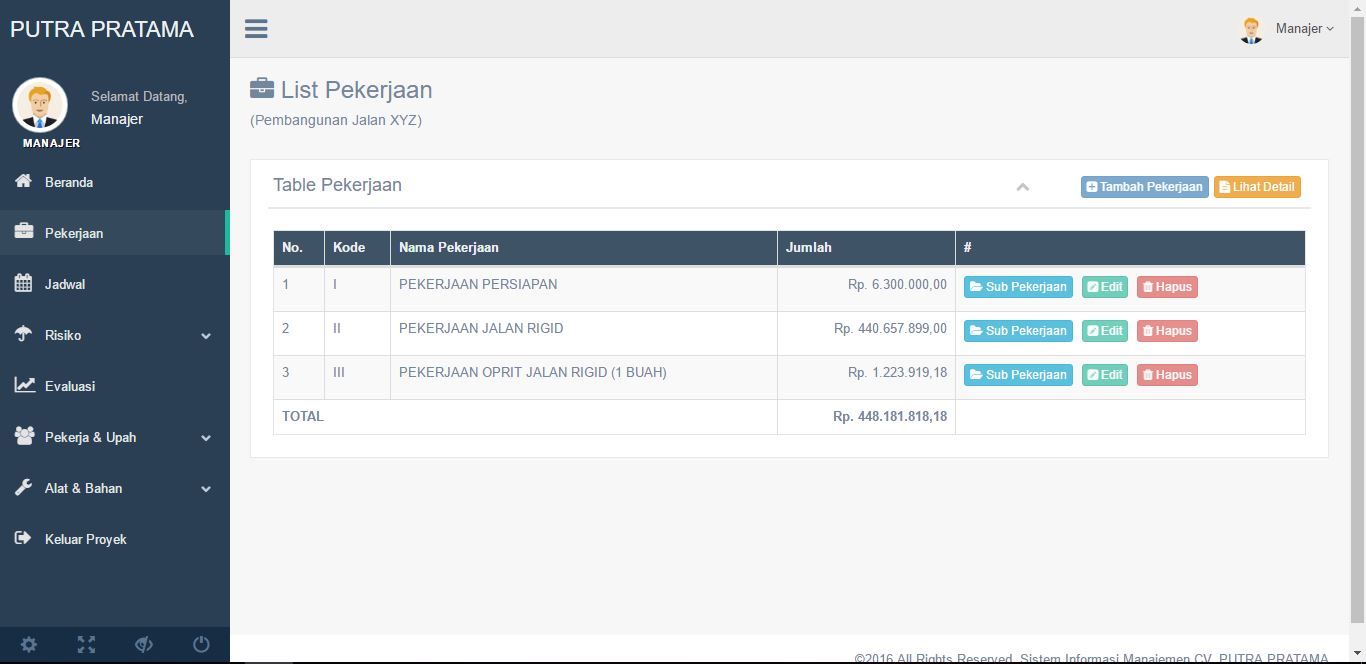 PUTRA PRATAMA
Manajer
Selamat Datang,
Manajer
MANAJER
Beranda
Pekerjaan
Jadwal
Risiko
Evaluasi
Pekerja & Upah
Alat & Bahan
Keluar Proyek
List Pekerjaan
(Pembangunan Jalan XYZ)
Table Pekerjaan Tambah Pekerjaan Lihat Detail
No. Kode Nama Pekerjaan Jumlah #
1 I PEKERJAAN PERSIAPAN Rp. 6.300.000,00 Sub Pekerjaan Edit Hapus
2 II PEKERJAAN JALAN RIGID Rp. 440.657.899,00 Sub Pekerjaan Edit Hapus
3 III PEKERJAAN OPRIT JALAN RIGID (1 BUAH) Rp. 1.223.919,18 Sub Pekerjaan Edit Hapus
TOTAL Rp. 448.181.818,18
©2016 All Rights Reserved. Sistem Informasi Manajemen CV. PUTRA PRATAMA